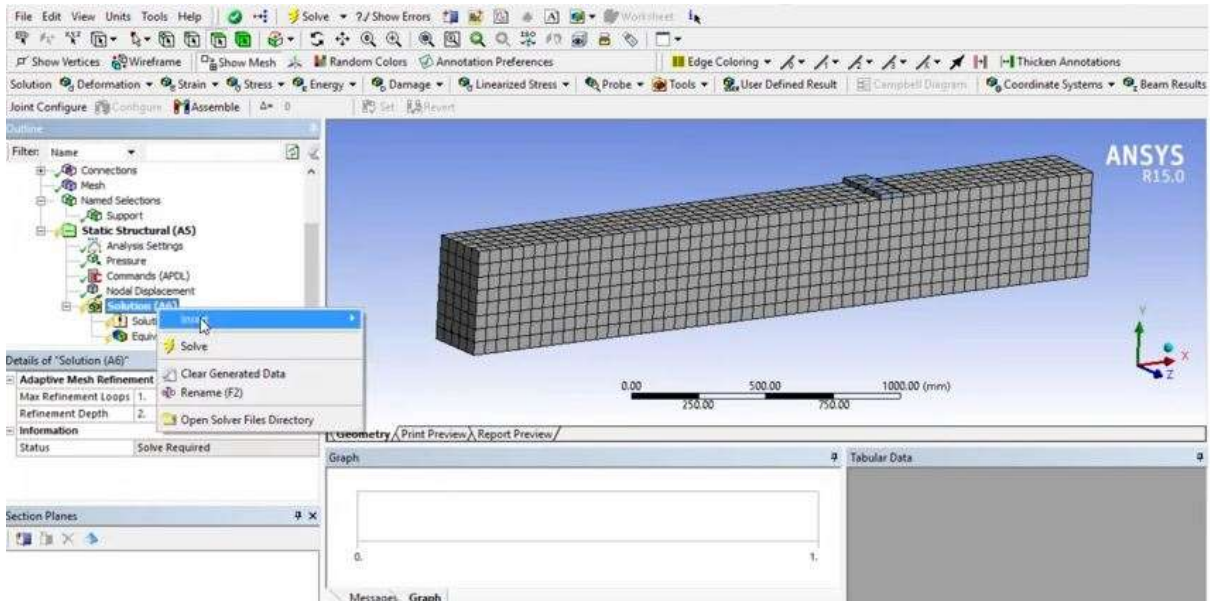 File Edit View Units Tools Help Solve ?/ Show Errors A Worksheet
Show Vertices Wireframe Show Mesh Random Colors Annotation Preferences Edge Coloring Thicken Annotations
Solution Deformation Strain Stress Energy Damage Linearized Stress Probe Tools User Defined Result Campbell Diagram Coordinate Systems Beam Results
Joint Configure Configure Assemble Δ= 0 Set Revert
Outline
Filter: Name
Connections
Mesh
Named Selections
Support
Static Structural (A5)
Analysis Settings
Pressure
Commands (APDL)
Nodal Displacement
Solution (A6)
Insert
Solve
Clear Generated Data
Rename (F2)
Open Solver Files Directory
Details of "Solution (A6)"
Adaptive Mesh Refinement
Max Refinement Loops 1.
Refinement Depth 2.
Information
Status Solve Required
Section Planes
ANSYS
R15.0
Y
X
Z
0.00 500.00 1000.00 (mm)
250.00 750.00
Geometry Print Preview Report Preview
Graph
0. 1.
Messages Graph
Tabular Data